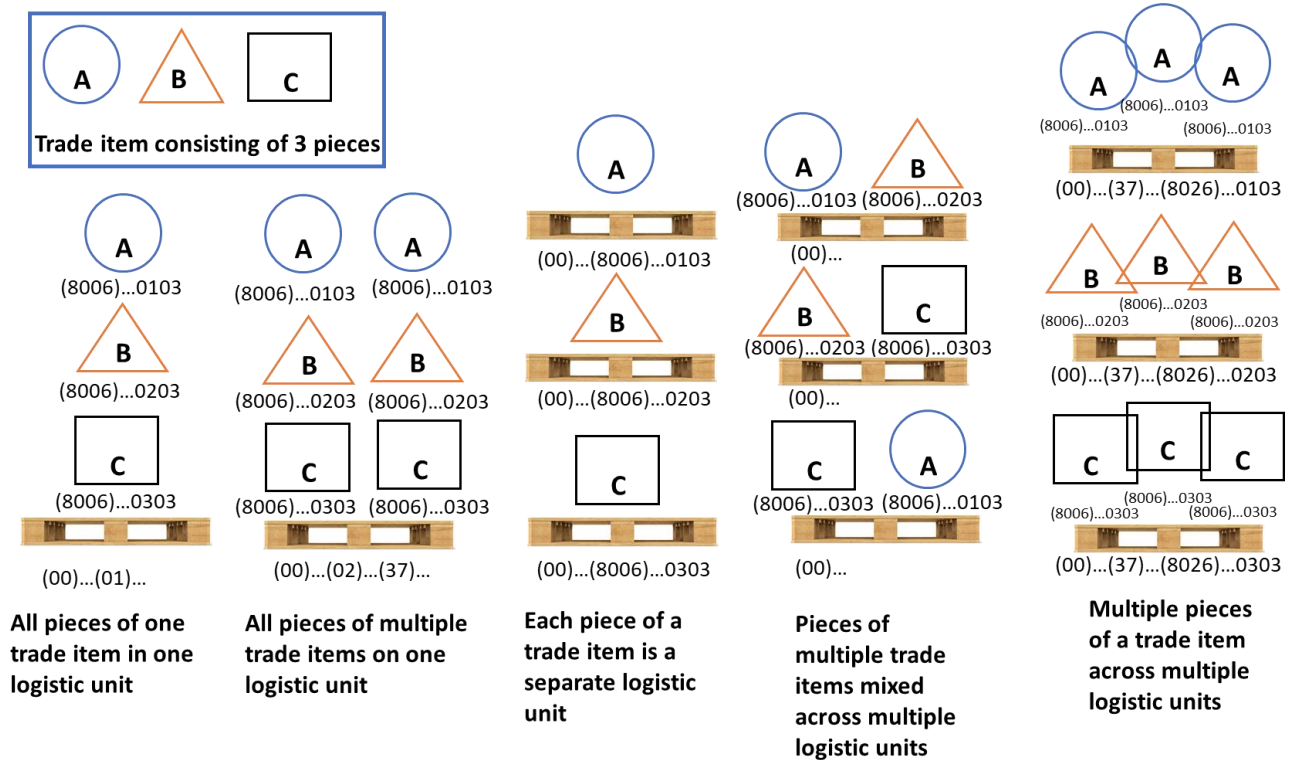 A
B
C
Trade item consisting of 3 pieces
A
(8006)...0103
B
(8006)...0203
C
(8006)...0303
(00)...(01)...
All pieces of one
trade item in one
logistic unit
A
A
(8006)...0103
(8006)...0103
B
B
(8006)...0203
(8006)...0203
C
C
(8006)...0303
(8006)...0303
(00)...(02)...(37)...
All pieces of multiple
trade items on one
logistic unit
A
(00)...(8006)...0103
B
(00)...(8006)...0203
C
(00)...(8006)...0303
Each piece of a
trade item is a
separate logistic
unit
A
B
(8006)...0103
(8006)...0203
(00)...
B
C
(8006)...0203
(8006)...0303
(00)...
C
A
(8006)...0303
(8006)...0103
(00)...
Pieces of
multiple trade
items mixed
across multiple
logistic units
A
A
A
(8006)...0103
(8006)...0103
(8006)...0103
(00)...(37)...(8026)...0103
B
B
B
(8006)...0203
(8006)...0203
(8006)...0203
(00)...(37)...(8026)...0203
C
C
C
(8006)...0303
(8006)...0303
(8006)...0303
(00)...(37)...(8026)...0303
Multiple pieces
of a trade item
across multiple
logistic units